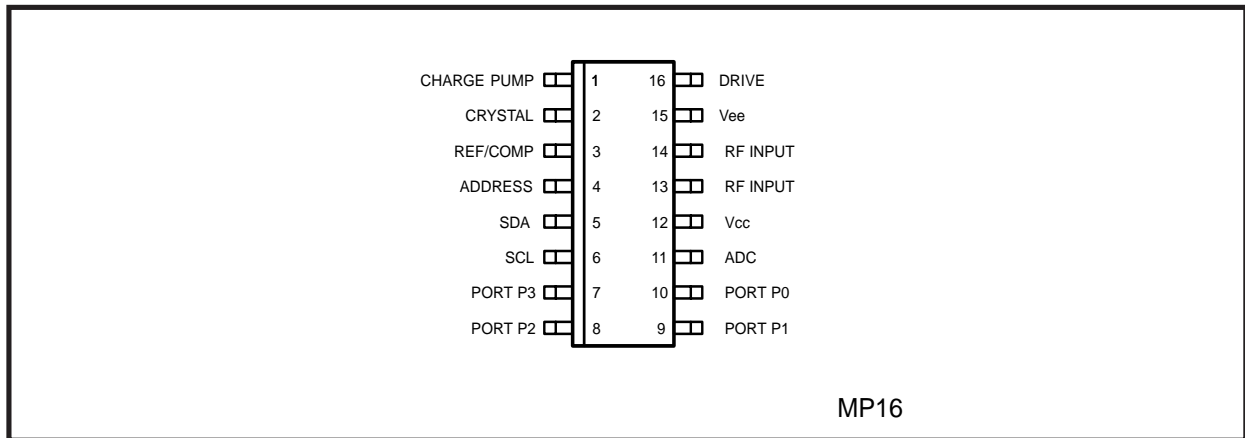 CHARGE PUMP 1 16 DRIVE
CRYSTAL 2 15 Vee
REF/COMP 3 14 RF INPUT
ADDRESS 4 13 RF INPUT
SDA 5 12 Vcc
SCL 6 11 ADC
PORT P3 7 10 PORT P0
PORT P2 8 9 PORT P1
MP16